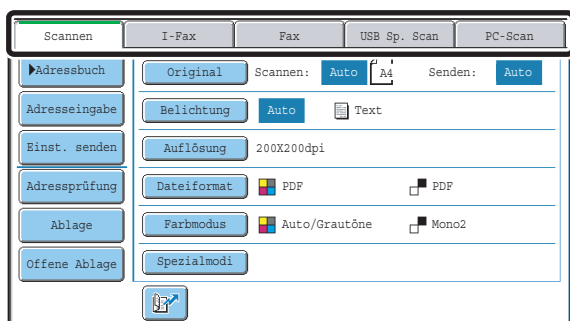 Scannen I-Fax Fax USB Sp. Scan PC-Scan
Adressbuch Original Scannen: Auto A4 Senden: Auto
Adresseingabe Belichtung Auto Text
Einst. senden Auflösung 200X200dpi
Adressprüfung Dateiformat PDF PDF
Ablage Farbmodus Auto/Grautöne Mono2
Offene Ablage Spezialmodi